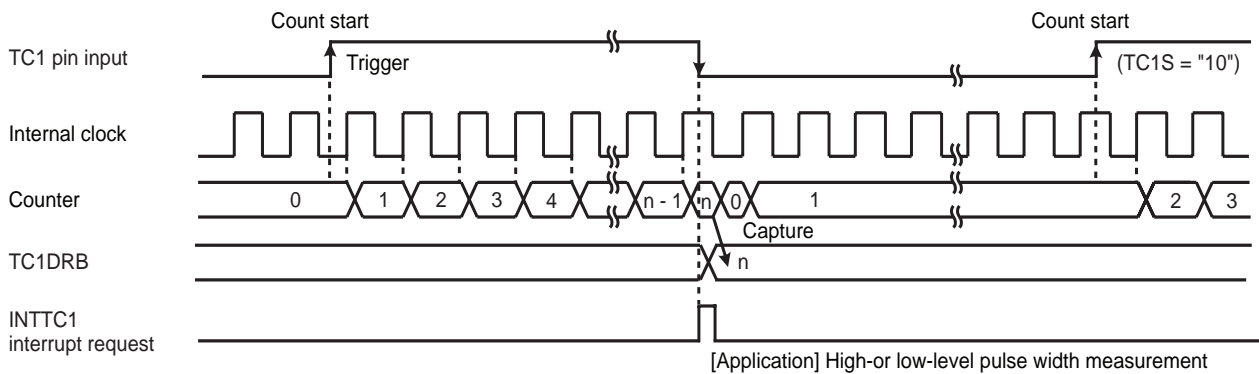 Count start
Count start
TC1 pin input
Trigger
(TC1S = "10")
Internal clock
Counter
0 1 2 3 4 n - 1 n 0 1 2 3
Capture
TC1DRB
n
INTTC1
interrupt request
[Application] High-or low-level pulse width measurement